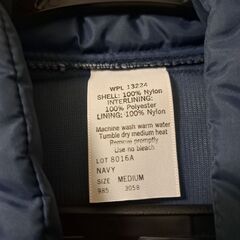 WPL 13224
SHELL: 100% Nylon
INTERLINING:
100% Polyester
LINING: 100% Nylon
Machine wash warm water
Tumble dry medium heat
Promptly remove
Use no bleach
LOT 8016A
NAVY
SIZE MEDIUM
985 3058